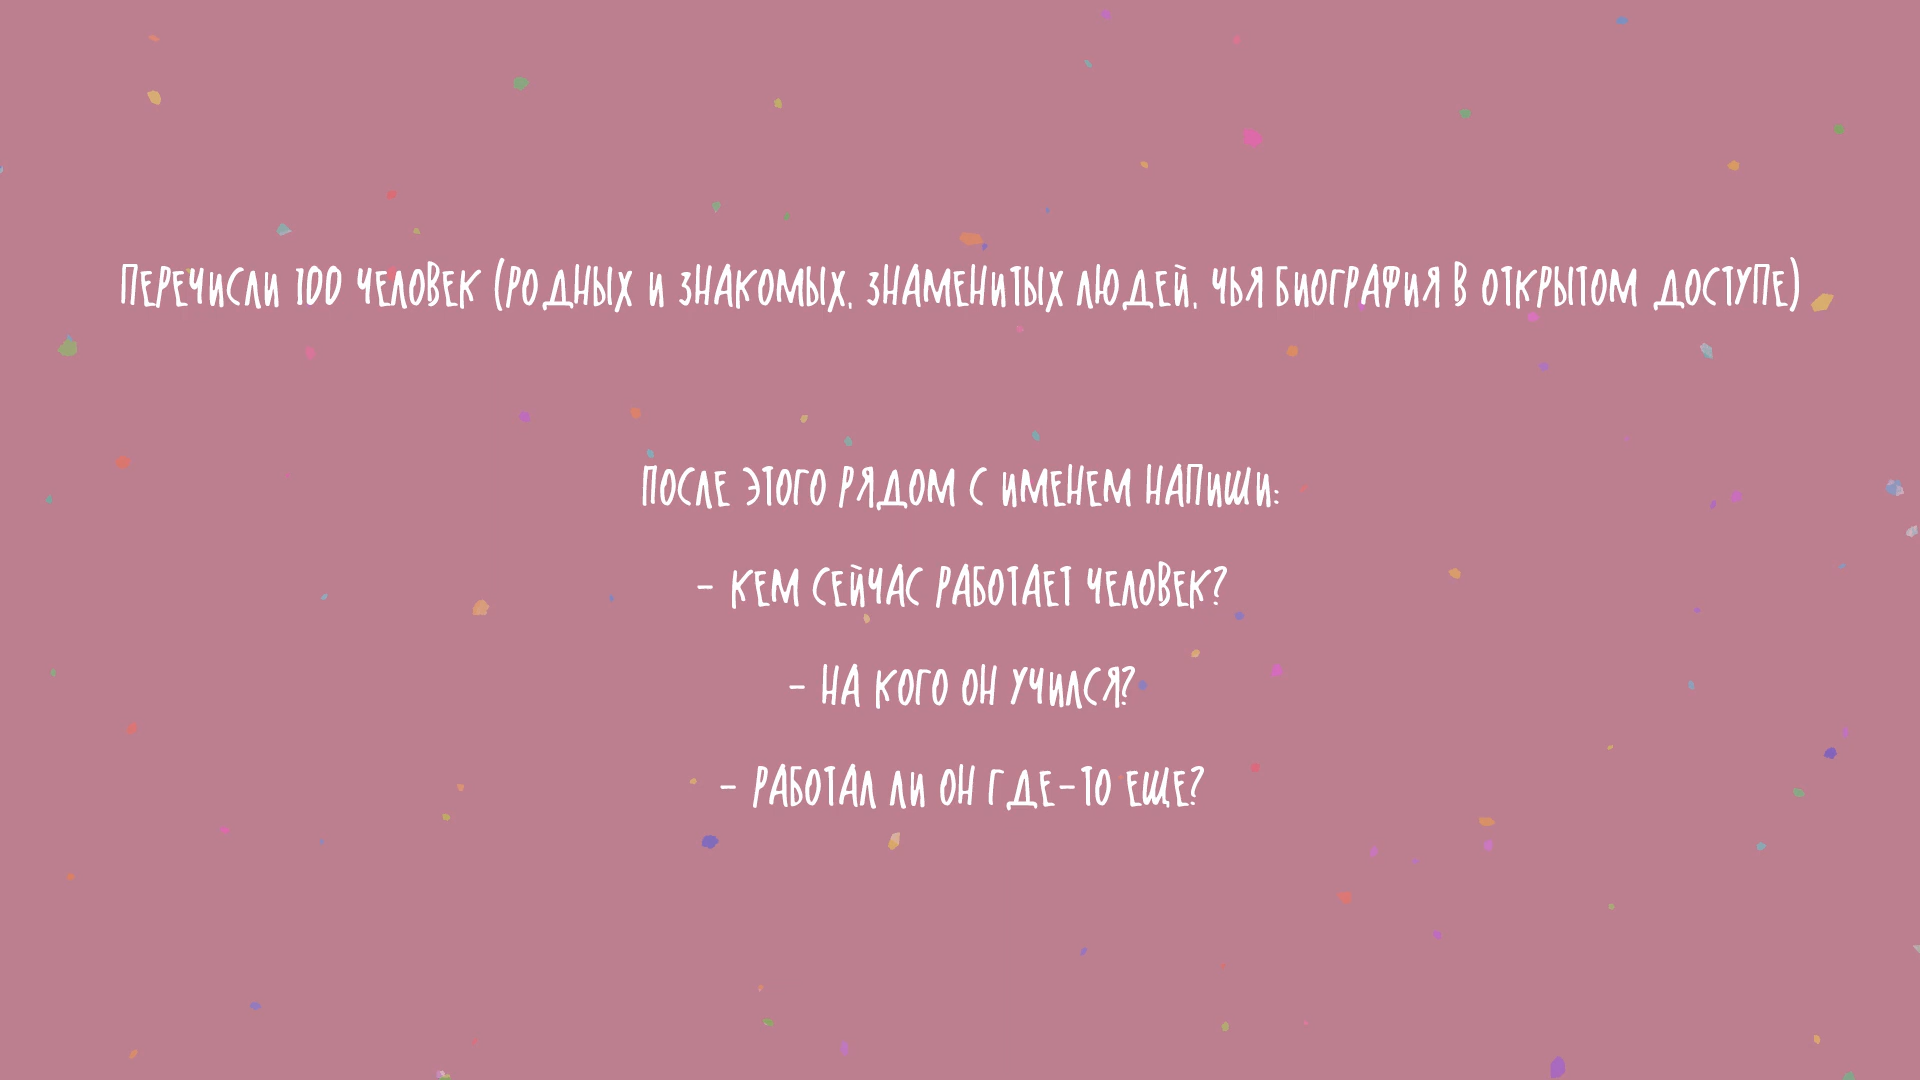 ПЕРЕЧИСЛИ 100 ЧЕЛОВЕК (РОДНЫХ И ЗНАКОМЫХ, ЗНАМЕНИТЫХ ЛЮДЕЙ, ЧЬЯ БИОГРАФИЯ В ОТКРЫТОМ ДОСТУПЕ)
ПОСЛЕ ЭТОГО РЯДОМ С ИМЕНЕМ НАПИШИ:
- КЕМ СЕЙЧАС РАБОТАЕТ ЧЕЛОВЕК?
- НА КОГО ОН УЧИЛСЯ?
- РАБОТАЛ ЛИ ОН ГДЕ-ТО ЕЩЕ?